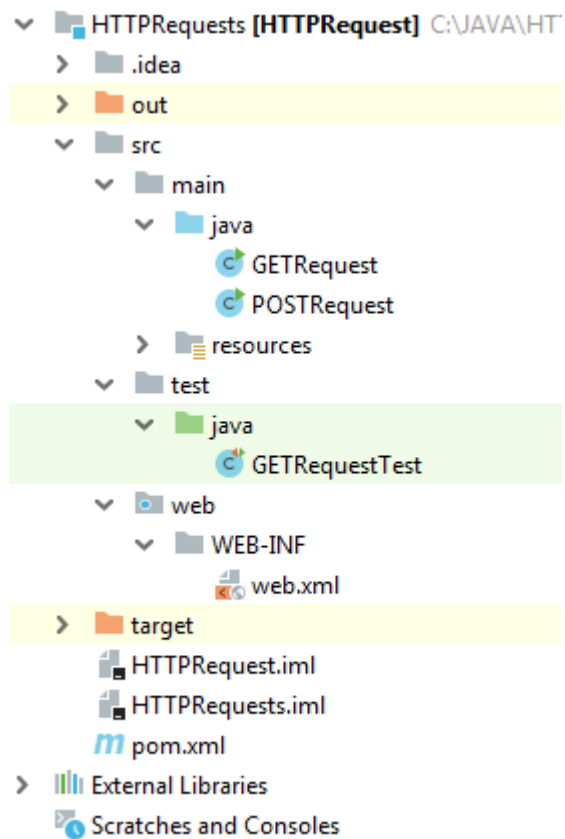 HTTPRequests [HTTPRequest] C:\JAVA\HT
.idea
out
src
main
java
GETRequest
POSTRequest
resources
test
java
GETRequestTest
web
WEB-INF
web.xml
target
HTTPRequest.iml
HTTPRequests.iml
pom.xml
External Libraries
Scratches and Consoles